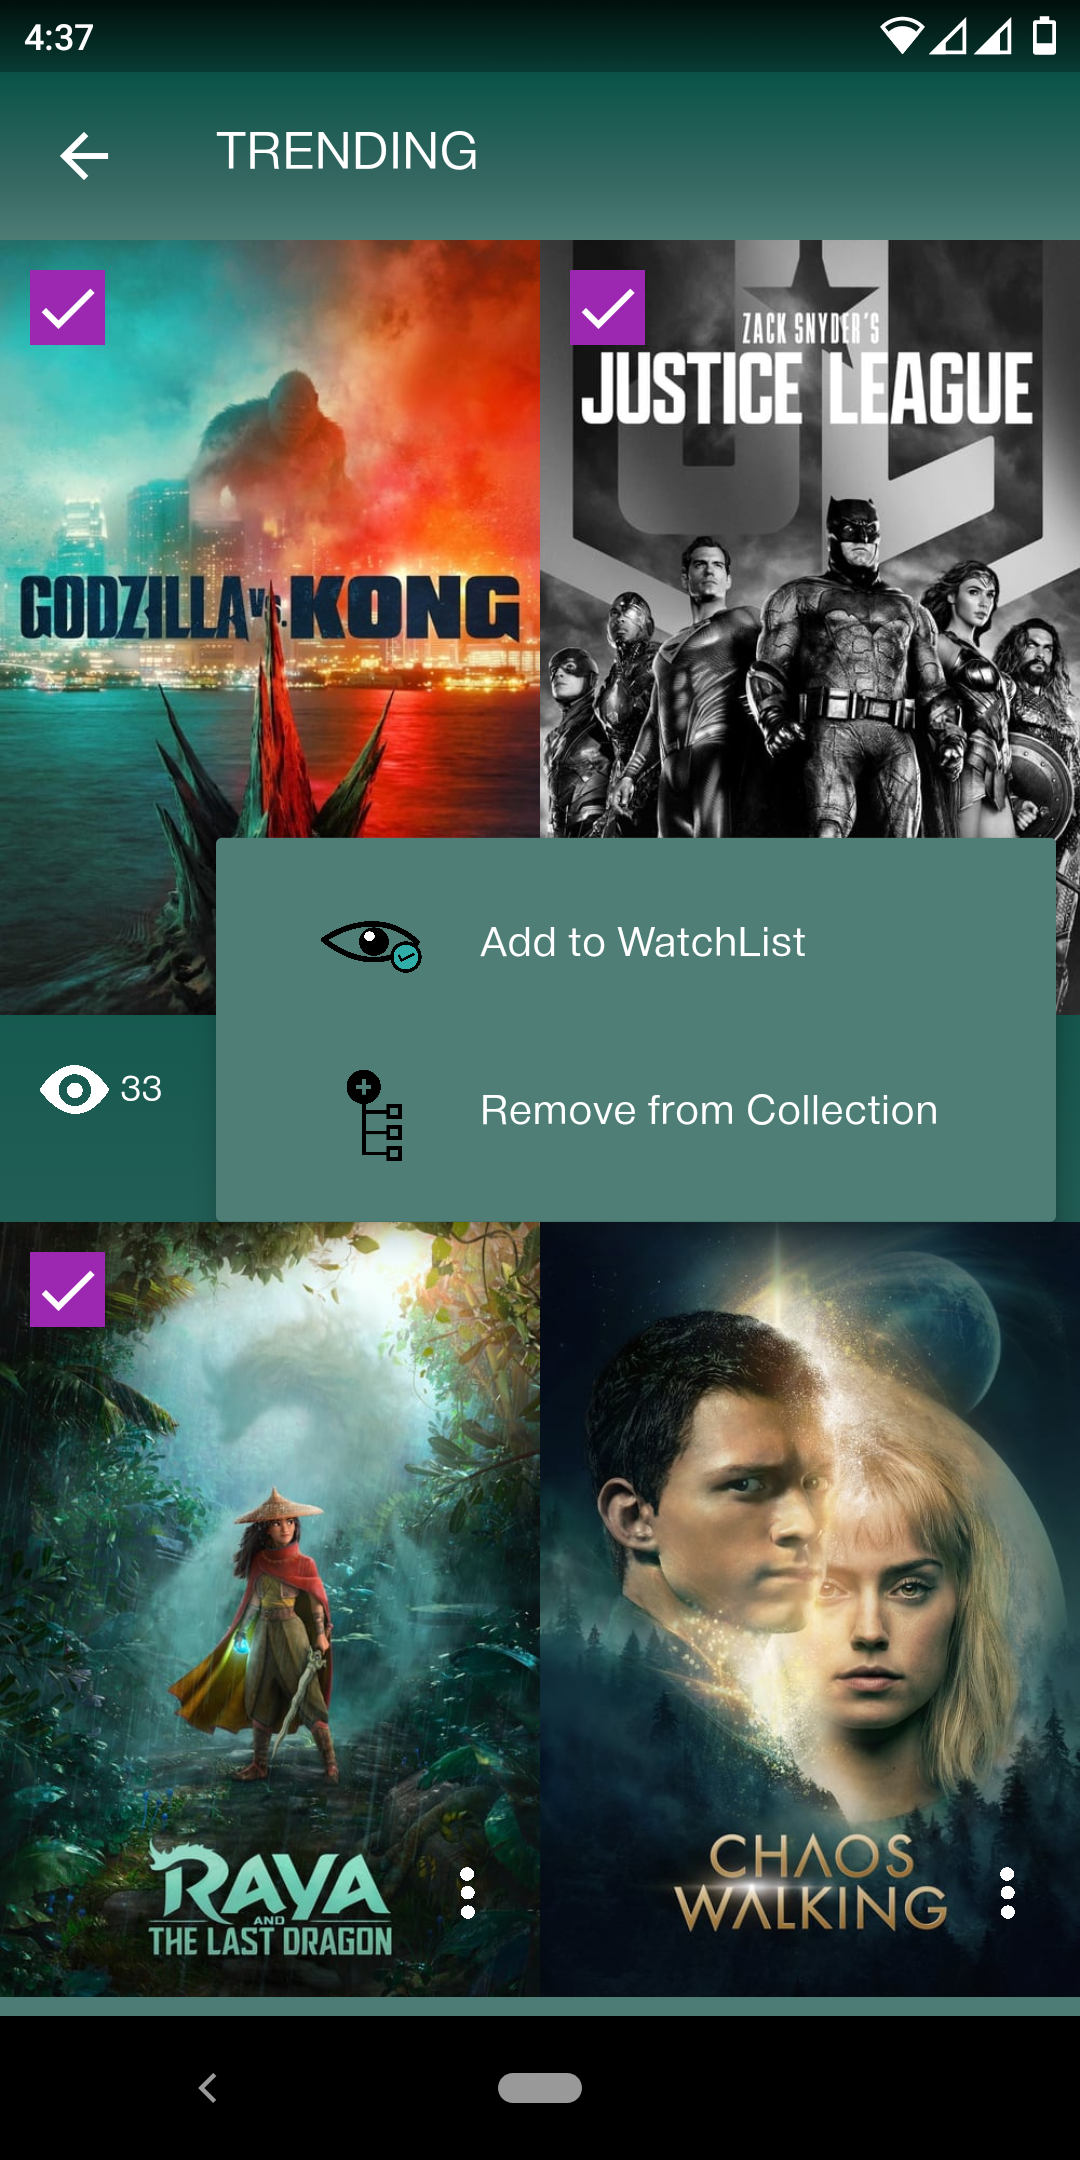 4:37
TRENDING
GODZILLA vs. KONG
ZACK SNYDER'S
JUSTICE LEAGUE
Add to WatchList
33
Remove from Collection
RAYA
AND
THE LAST DRAGON
CHAOS
WALKING